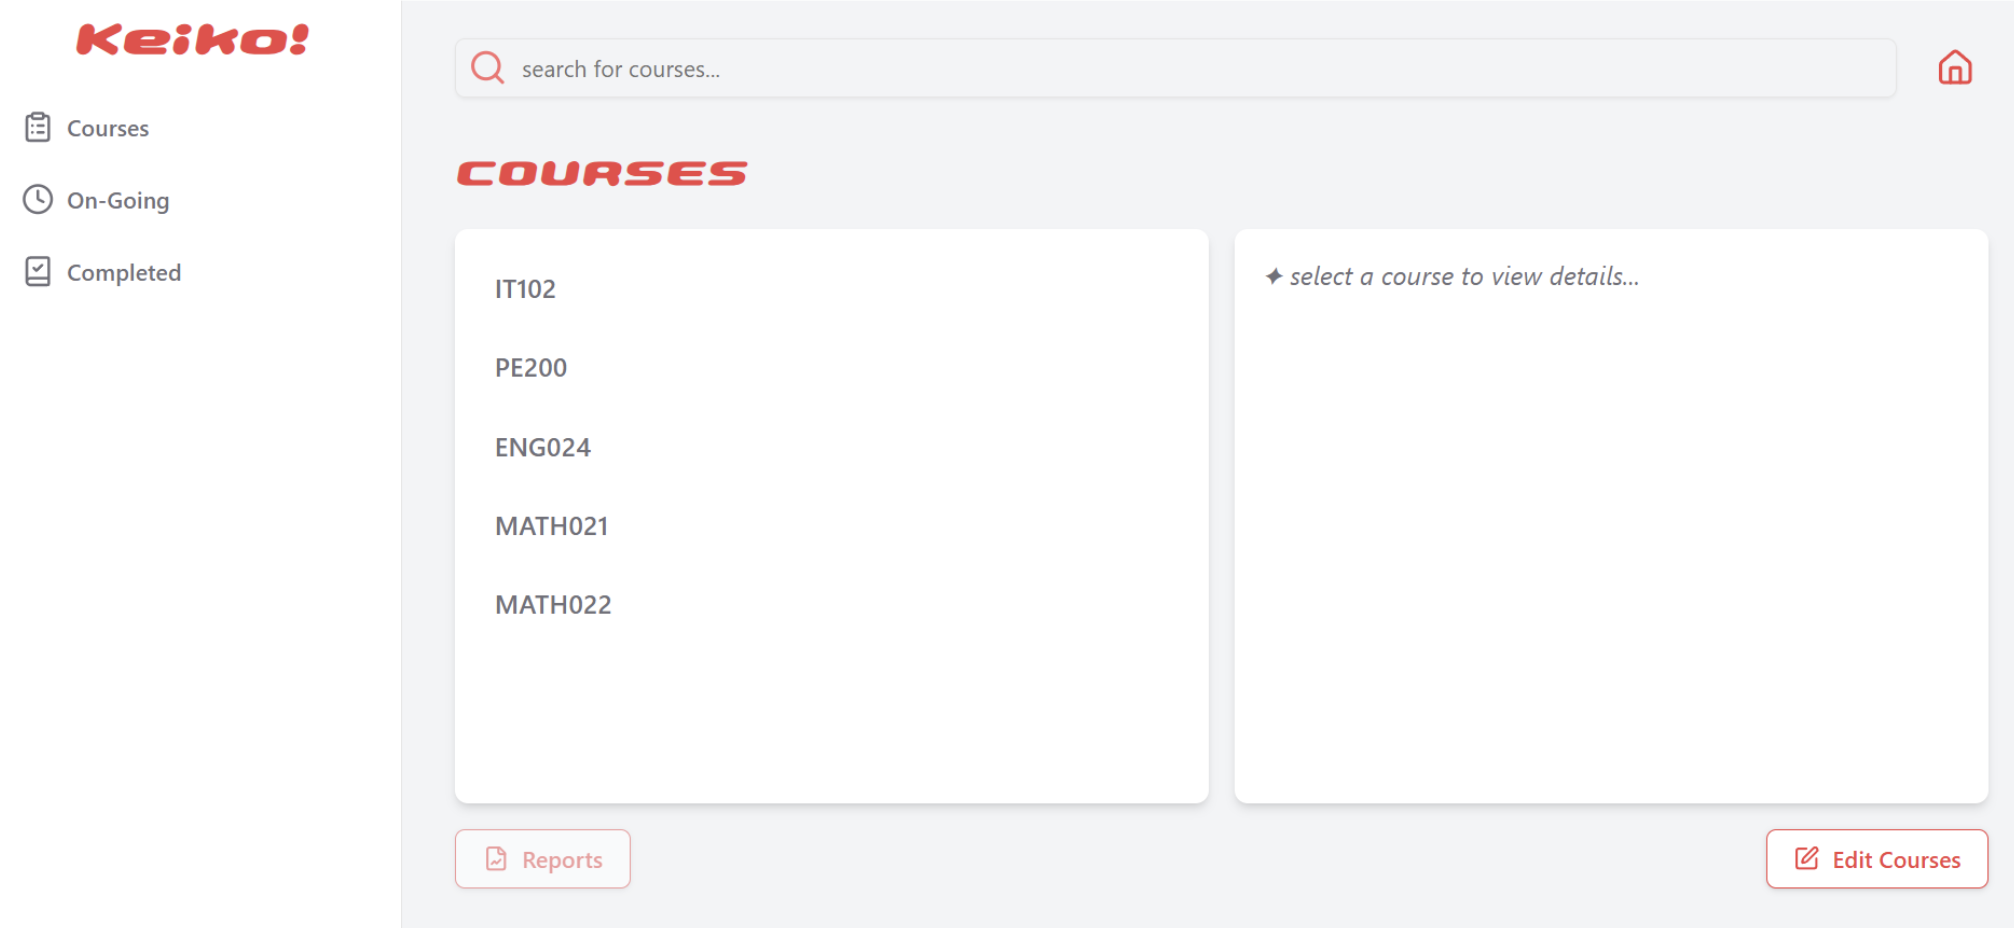 Keiko!
Courses
On-Going
Completed
search for courses...
COURSES
IT102
PE200
ENG024
MATH021
MATH022
✦ select a course to view details...
Reports
Edit Courses